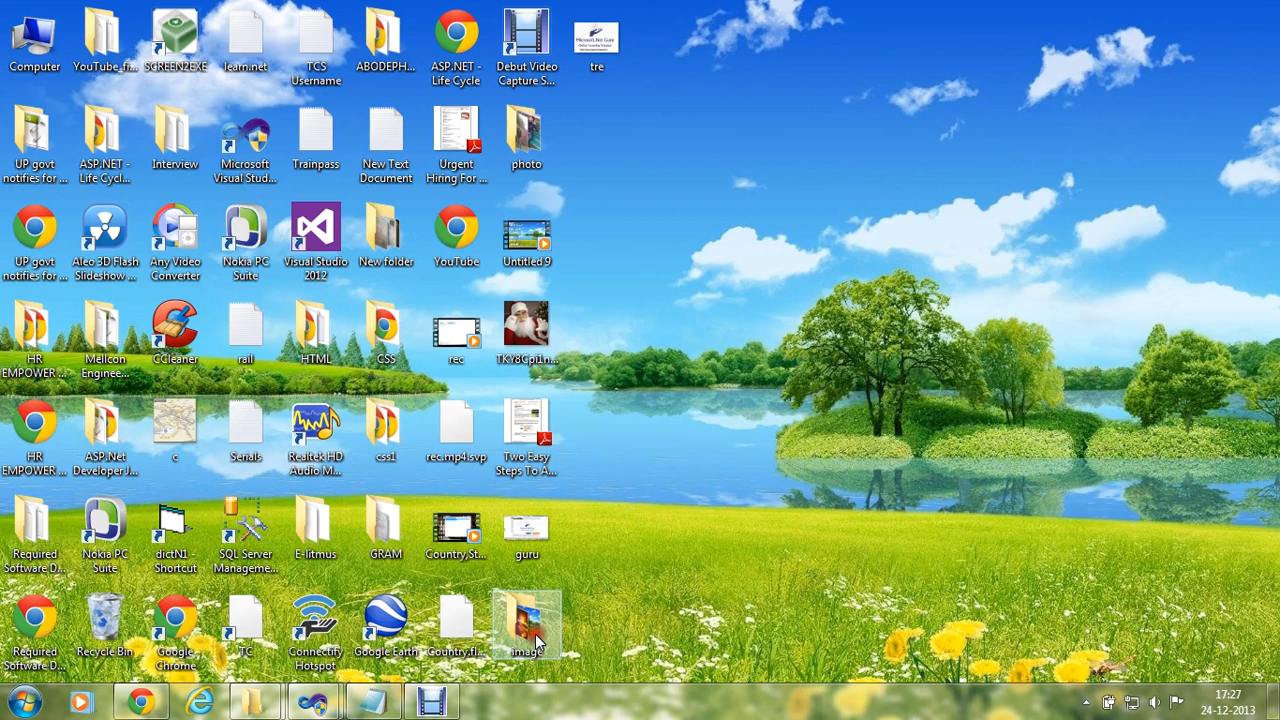 Computer
YouTube_fi...
SCREEN2EXE
learn.net
TCS
Username
ABODEPH...
ASP.NET -
Life Cycle
Debut Video
Capture S...
tre
UP govt
notifies for ...
ASP.NET -
Life Cycl...
Interview
Microsoft
Visual Stud...
Trainpass
New Text
Document
Urgent
Hiring For ...
photo
UP govt
notifies for ...
Aleo 3D Flash
Slideshow ...
Any Video
Converter
Nokia PC
Suite
Visual Studio
2012
New folder
YouTube
Untitled 9
HR
EMPOWER ...
Mellcon
Enginee...
CCleaner
rail
HTML
CSS
rec
TKY8Cpi1n...
HR
EMPOWER ...
ASP.Net
Developer J...
c
Serials
Realtek HD
Audio M...
css1
rec.mp4.svp
Two Easy
Steps To A...
Required
Software D...
Nokia PC
Suite
dictN1 -
Shortcut
SQL Server
Manageme...
E-litmus
GRAM
Country,St...
guru
Required
Software D...
Recycle Bin
Google
Chrome
TC
Connectify
Hotspot
Google Earth
Country.fl...
image
17:27
24-12-2013